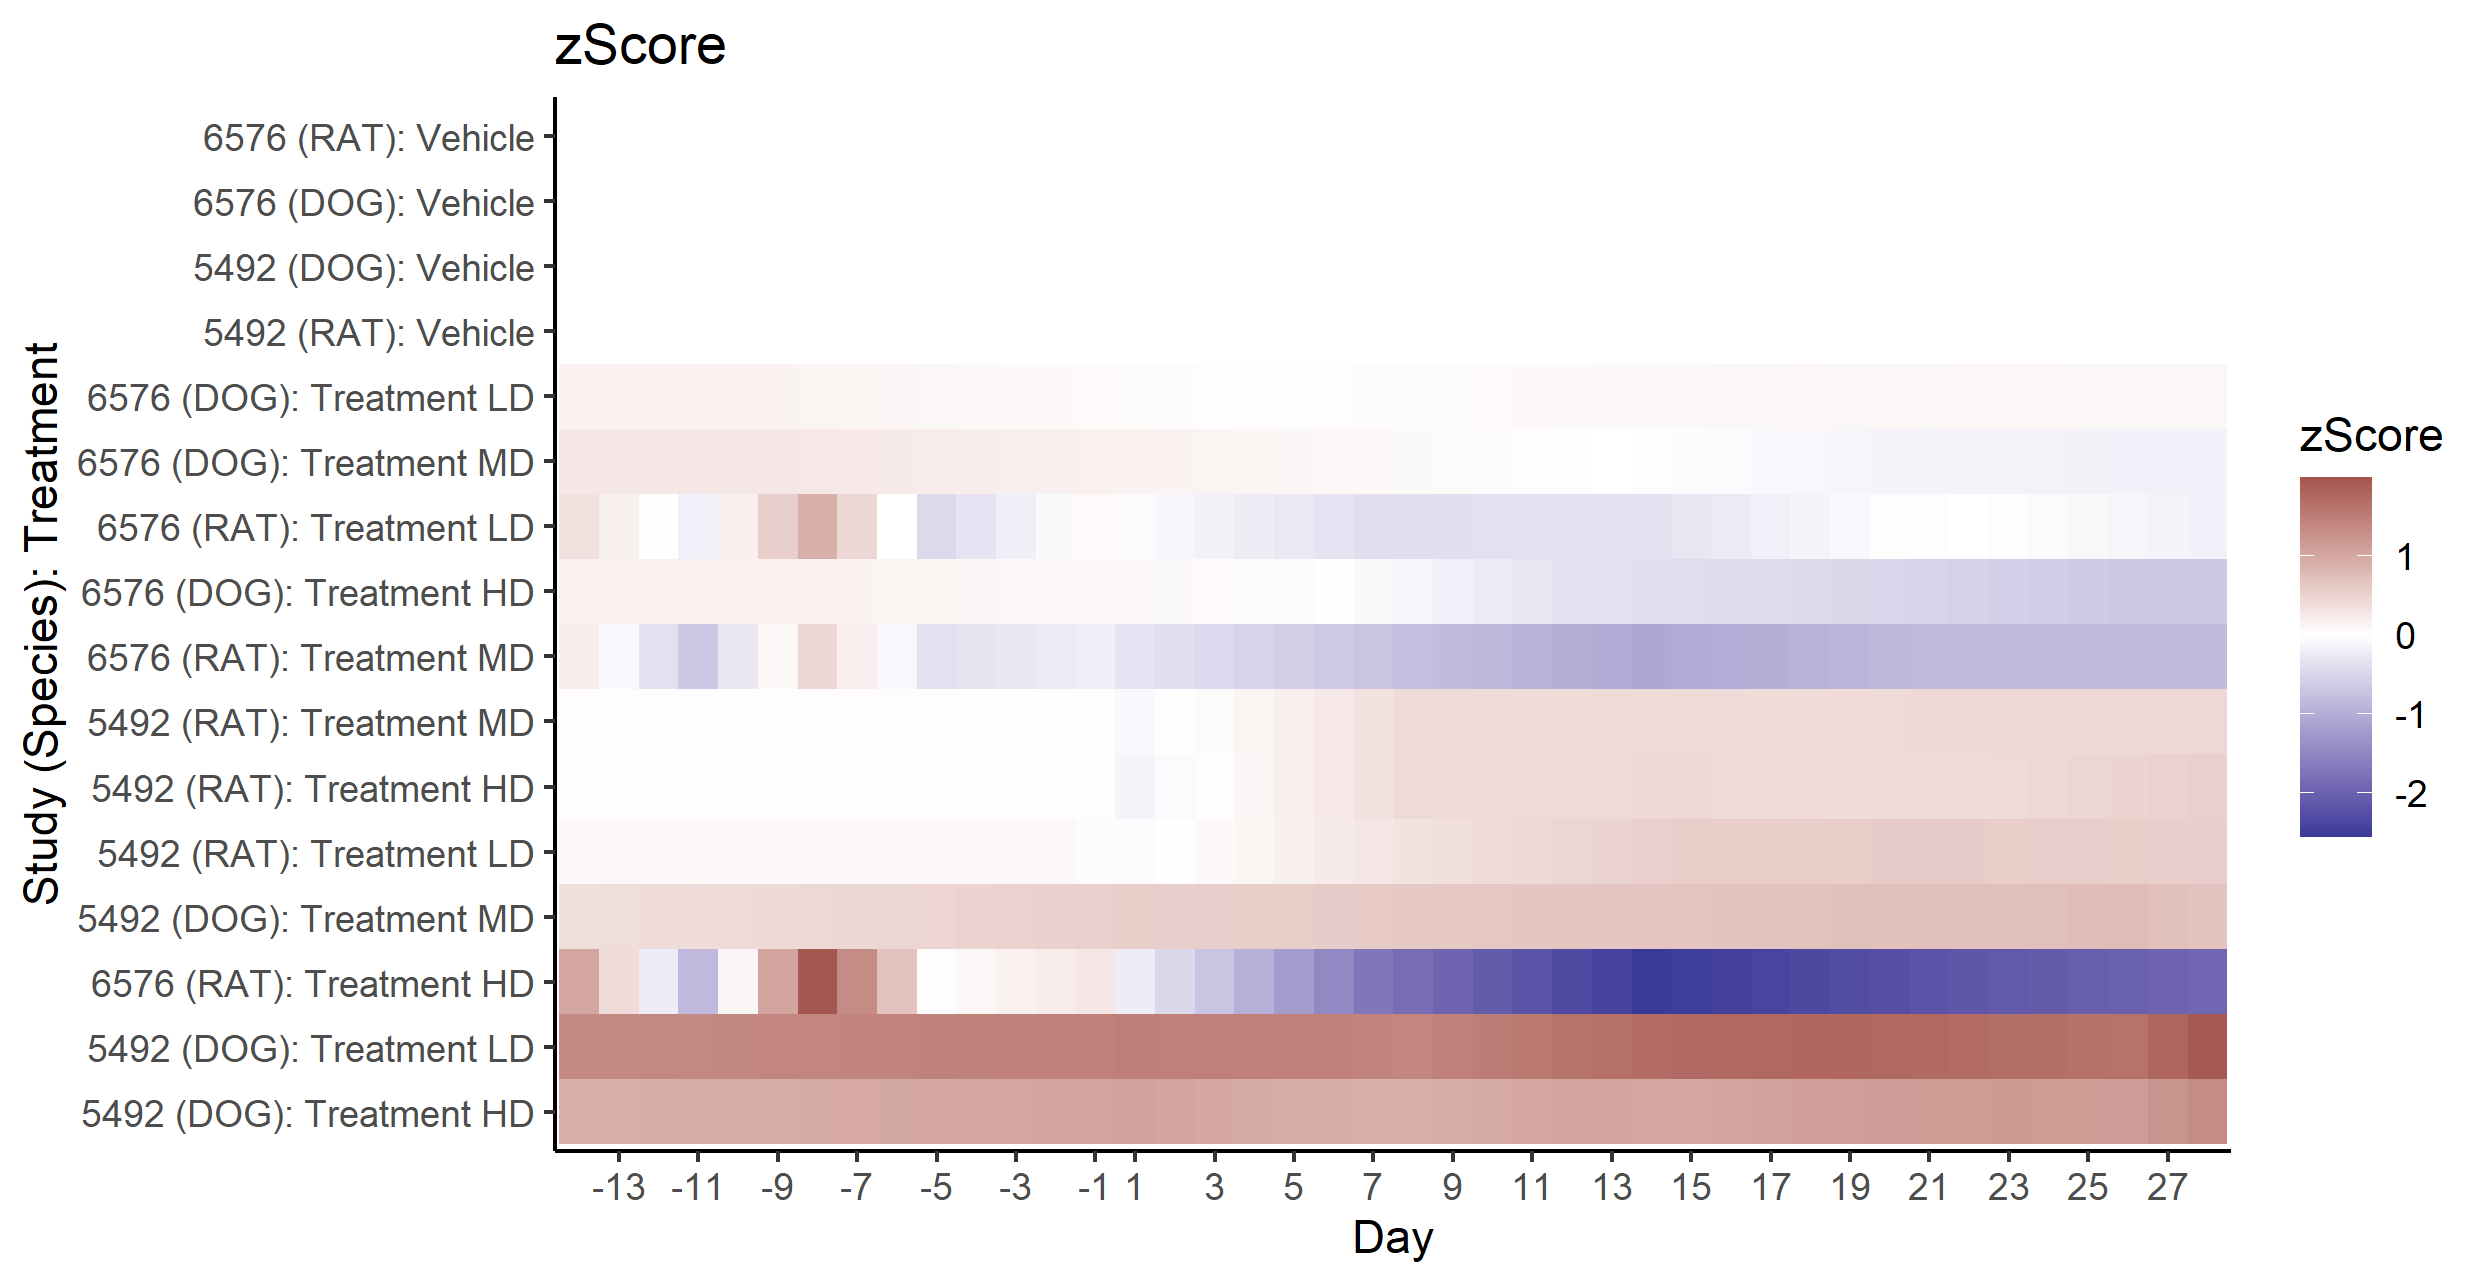 zScore
Study (Species): Treatment
6576 (RAT): Vehicle
6576 (DOG): Vehicle
5492 (DOG): Vehicle
5492 (RAT): Vehicle
6576 (DOG): Treatment LD
6576 (DOG): Treatment MD
6576 (RAT): Treatment LD
6576 (DOG): Treatment HD
6576 (RAT): Treatment MD
5492 (RAT): Treatment MD
5492 (RAT): Treatment HD
5492 (RAT): Treatment LD
5492 (DOG): Treatment MD
6576 (RAT): Treatment HD
5492 (DOG): Treatment LD
5492 (DOG): Treatment HD
-13 -11 -9 -7 -5 -3 -1 1 3 5 7 9 11 13 15 17 19 21 23 25 27
Day
zScore
1
0
-1
-2